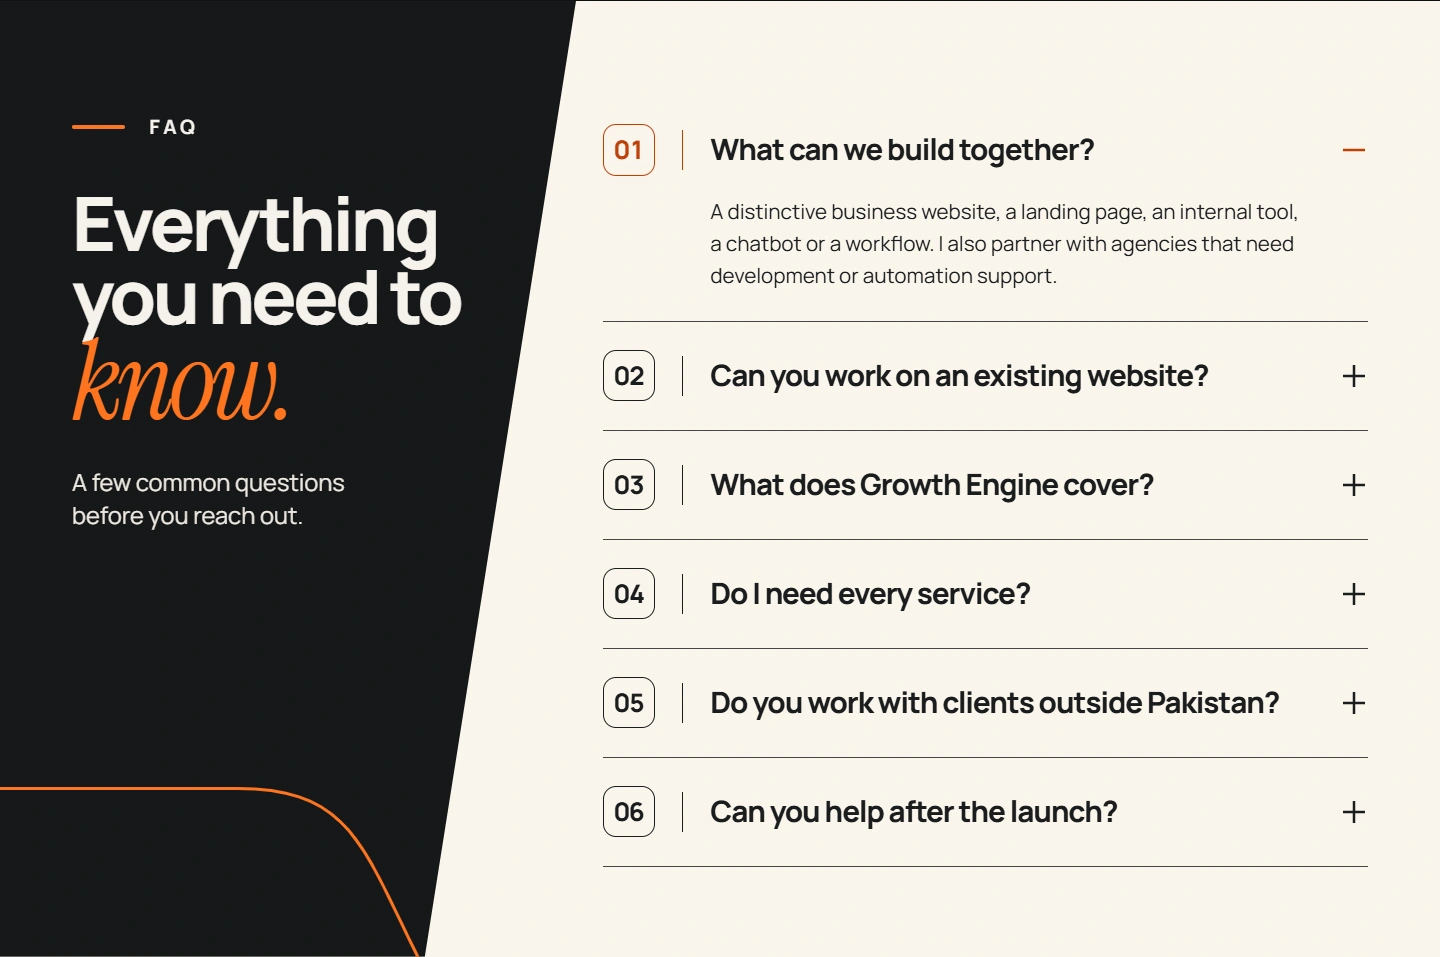 FAQ
Everything
you need to
know.
A few common questions
before you reach out.
01
What can we build together?
A distinctive business website, a landing page, an internal tool,
a chatbot or a workflow. I also partner with agencies that need
development or automation support.
02
Can you work on an existing website?
03
What does Growth Engine cover?
04
Do I need every service?
05
Do you work with clients outside Pakistan?
06
Can you help after the launch?